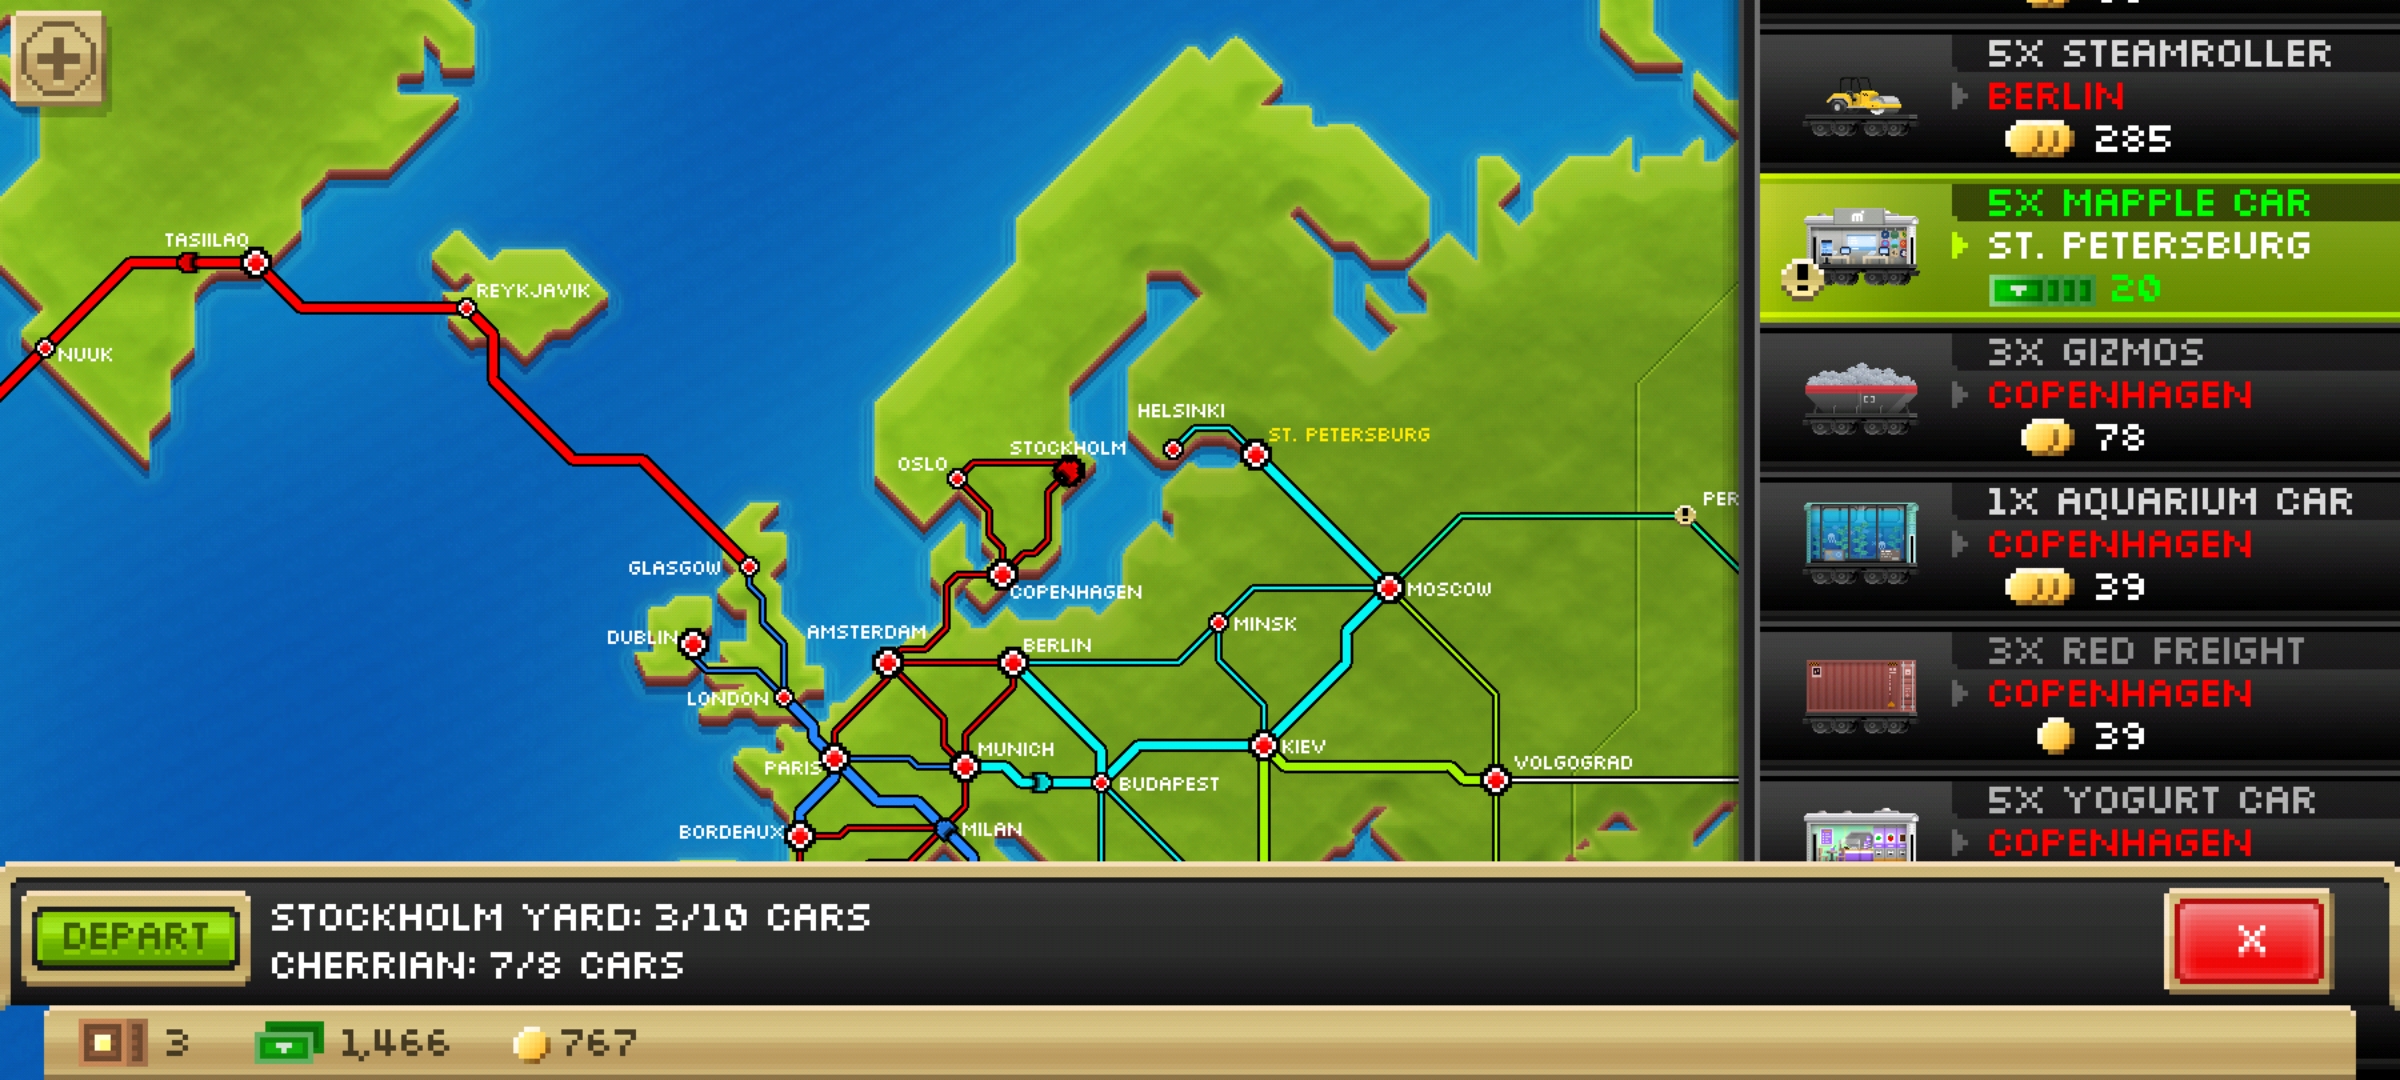 TASIILAQ
REYKJAVIK
NUUK
HELSINKI
ST. PETERSBURG
STOCKHOLM
OSLO
GLASGOW
COPENHAGEN
MOSCOW
DUBLIN
AMSTERDAM
MINSK
BERLIN
LONDON
MUNICH
KIEV
PARIS
BUDAPEST
VOLGOGRAD
BORDEAUX
MILAN
5X STEAMROLLER
BERLIN
285
5X MAPPLE CAR
ST. PETERSBURG
20
3X GIZMOS
COPENHAGEN
78
1X AQUARIUM CAR
COPENHAGEN
39
3X RED FREIGHT
COPENHAGEN
39
5X YOGURT CAR
COPENHAGEN
DEPART
STOCKHOLM YARD: 3/10 CARS
CHERRIAN: 7/8 CARS
X
3
1,466
767